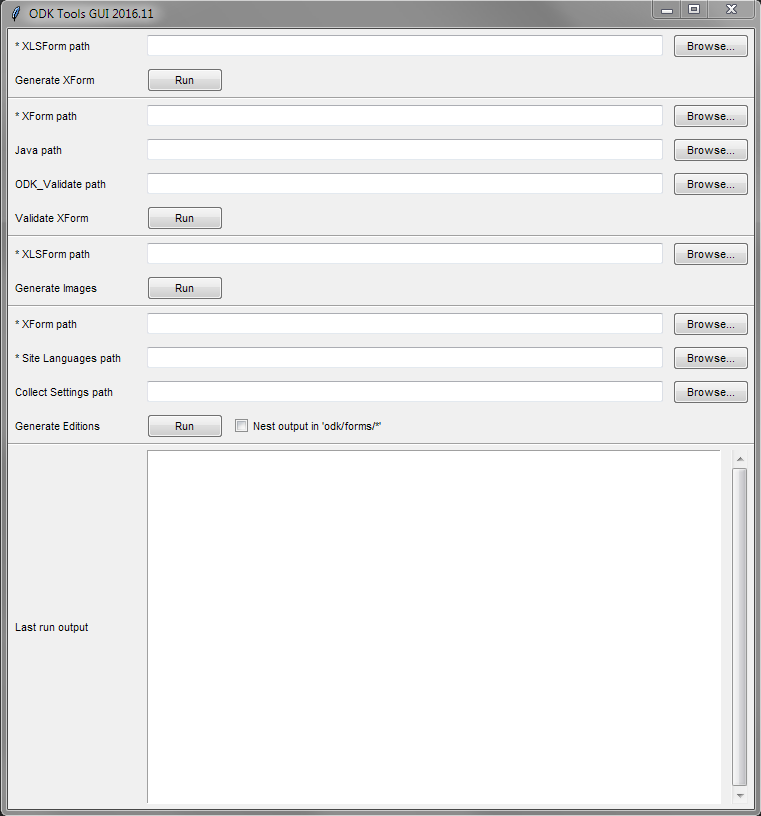 ODK Tools GUI 2016.11
* XLSForm path Browse...
Generate XForm Run
* XForm path Browse...
Java path Browse...
ODK_Validate path Browse...
Validate XForm Run
* XLSForm path Browse...
Generate Images Run
* XForm path Browse...
* Site Languages path Browse...
Collect Settings path Browse...
Generate Editions Run Nest output in 'odk/forms/*'
Last run output